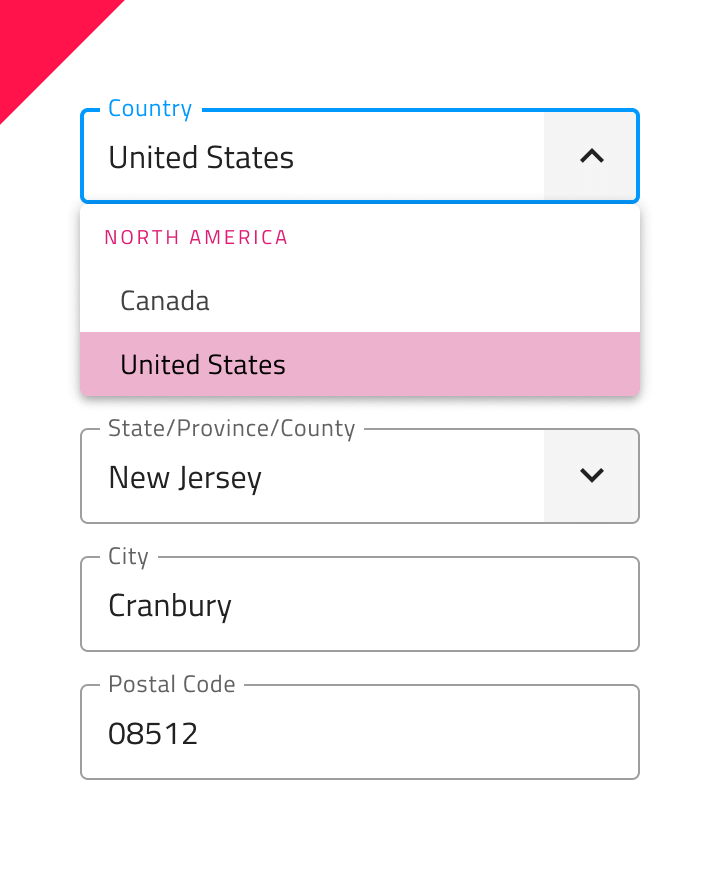 Country
United States
NORTH AMERICA
Canada
United States
State/Province/County
New Jersey
City
Cranbury
Postal Code
08512